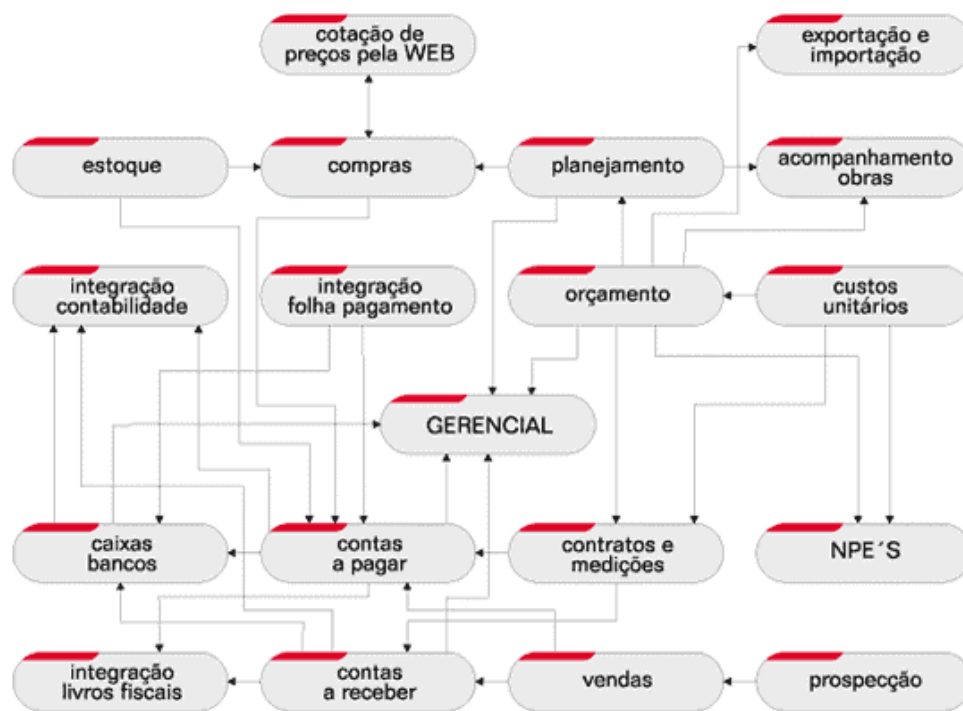 cotação de
preços pela WEB
exportação e
importação
estoque
compras
planejamento
acompanhamento
obras
integração
contabilidade
integração
folha pagamento
orçamento
custos
unitários
GERENCIAL
caixas
bancos
contas
a pagar
contratos e
medições
NPE´S
integração
livros fiscais
contas
a receber
vendas
prospecção